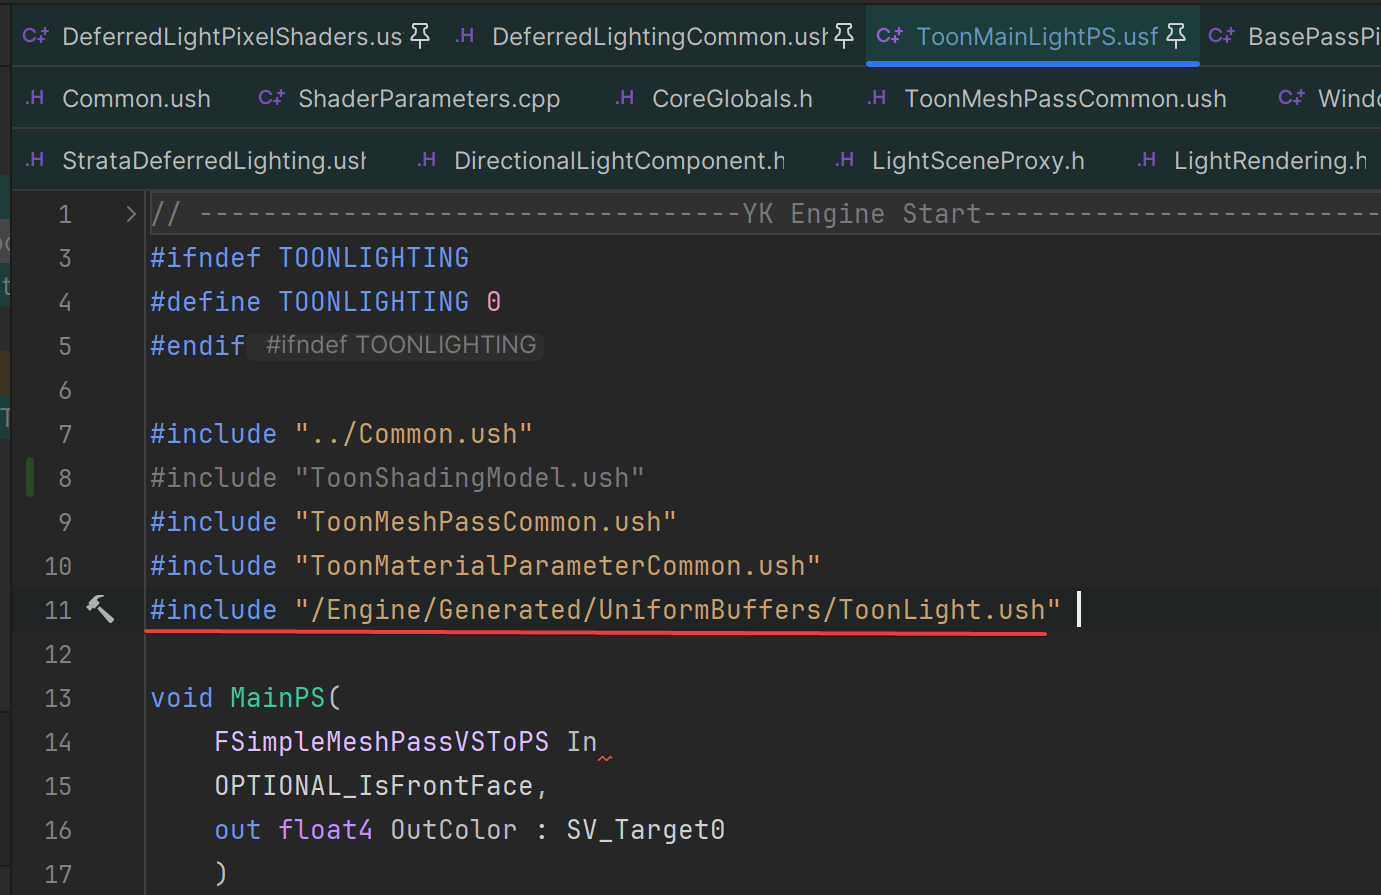 C++ DeferredLightPixelShaders.us .H DeferredLightingCommon.ush C++ ToonMainLightPS.usf C++ BasePassPi
.H Common.ush C++ ShaderParameters.cpp .H CoreGlobals.h .H ToonMeshPassCommon.ush C++ Windo
.H StrataDeferredLighting.ush .H DirectionalLightComponent.h .H LightSceneProxy.h .H LightRendering.h
1 // ----------------------------------YK Engine Start-------------------------
3 #ifndef TOONLIGHTING
4 #define TOONLIGHTING 0
5 #endif #ifndef TOONLIGHTING
6
7 #include "../Common.ush"
8 #include "ToonShadingModel.ush"
9 #include "ToonMeshPassCommon.ush"
10 #include "ToonMaterialParameterCommon.ush"
11 #include "/Engine/Generated/UniformBuffers/ToonLight.ush"
12
13 void MainPS(
14 FSimpleMeshPassVSToPS In
15 OPTIONAL_IsFrontFace,
16 out float4 OutColor : SV_Target0
17 )